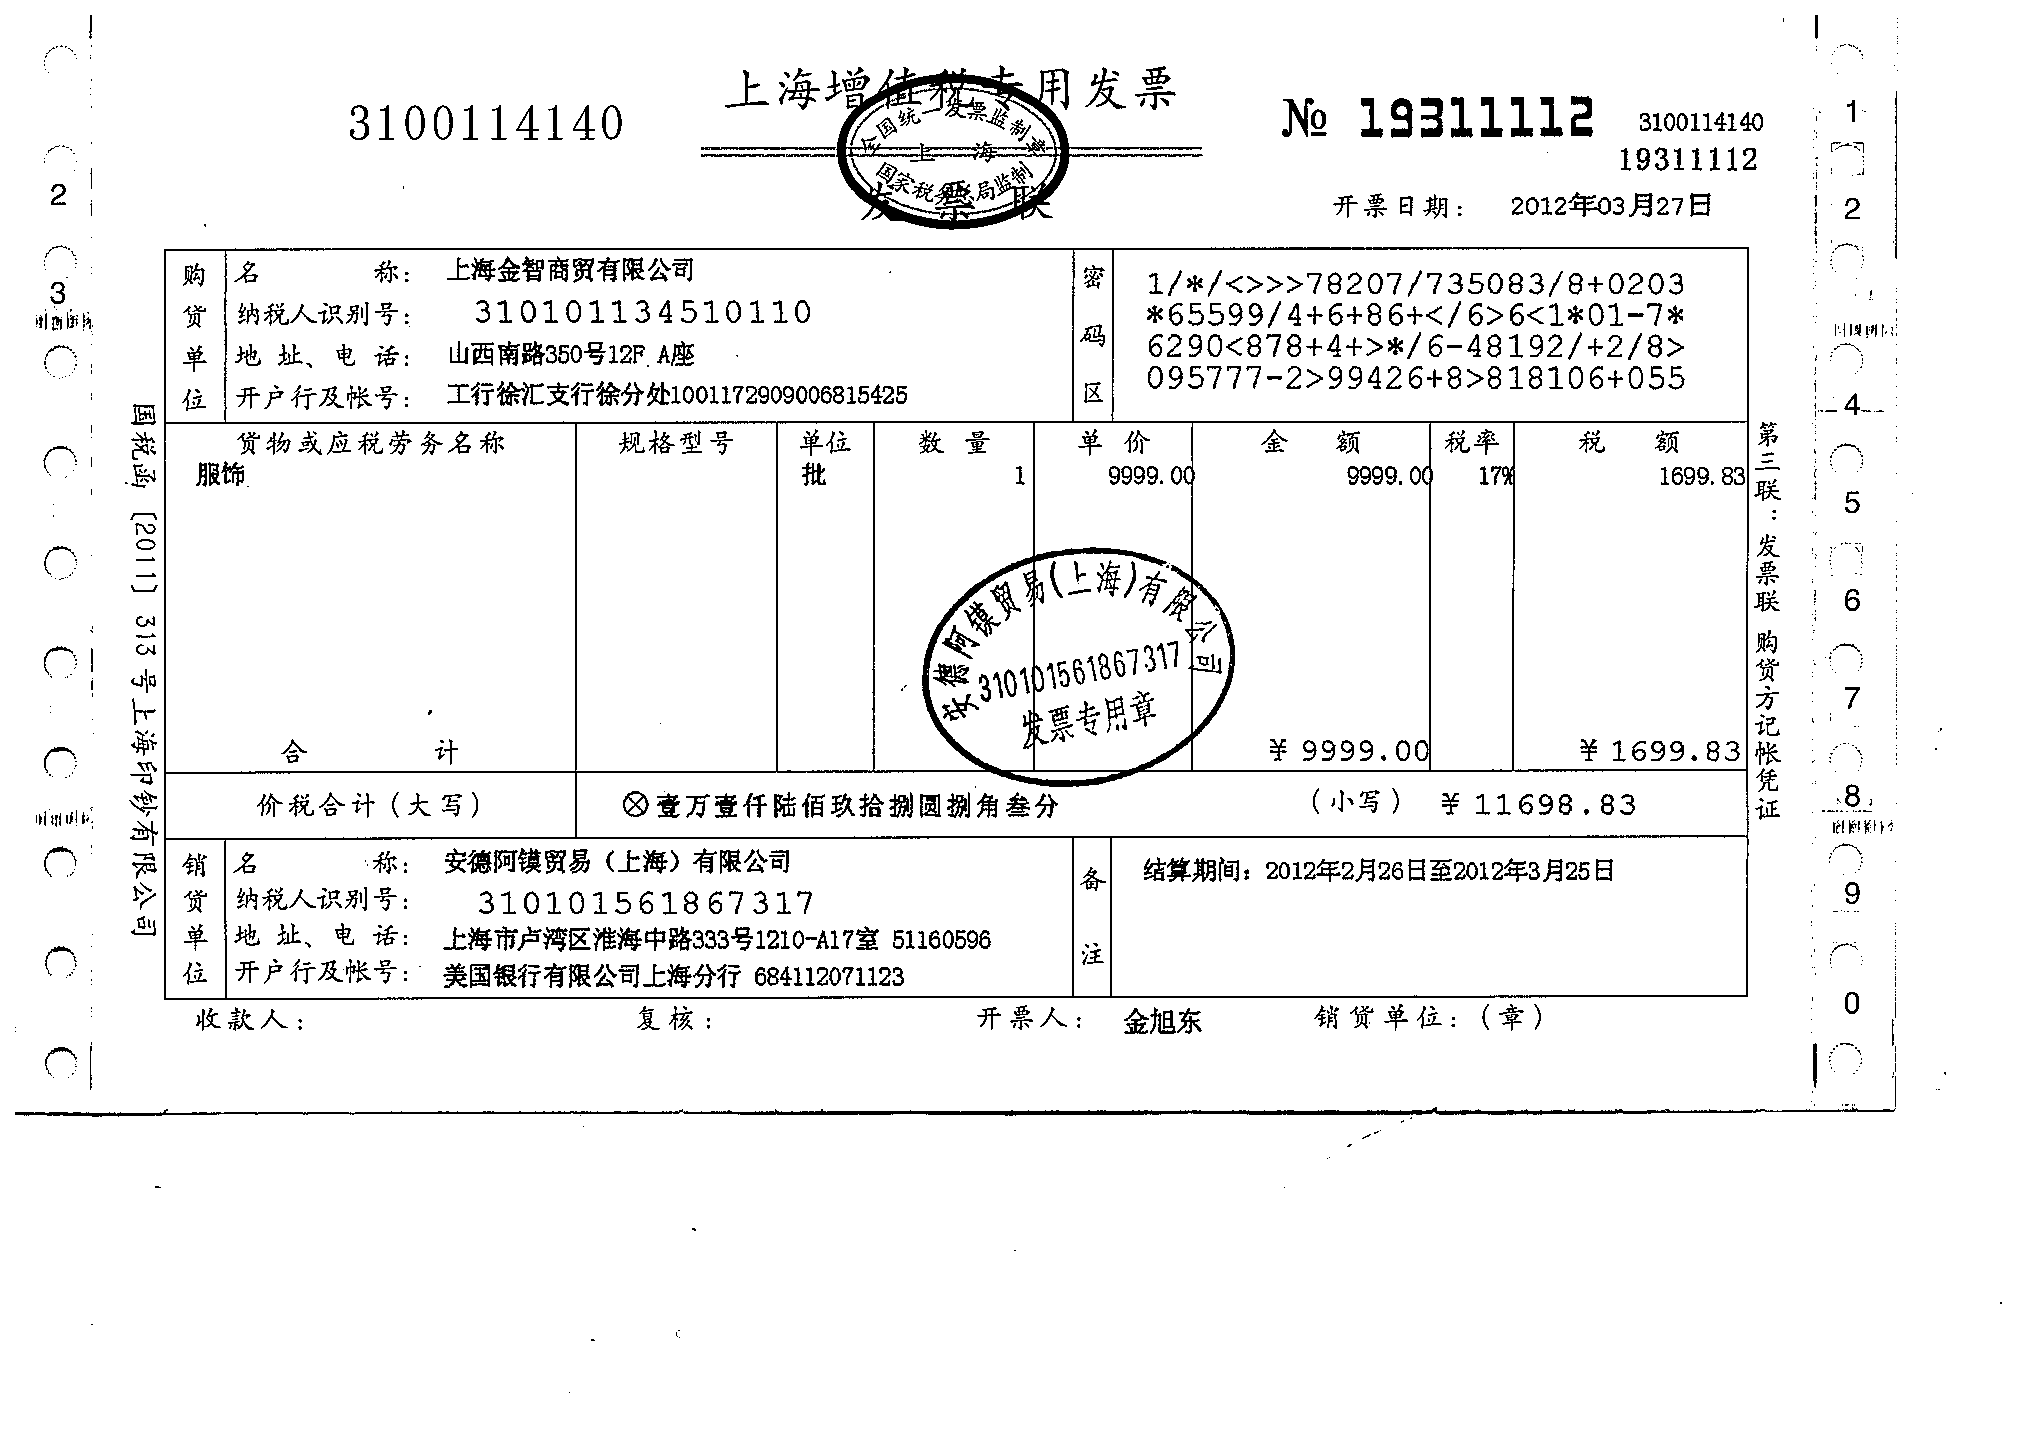 上海增值税专用发票
3100114140
№ 19311112
3100114140
19311112
全国统一发票监制章
上海
国家税务总局监制
发票联
开票日期: 2012年03月27日
购货单位
名 称: 上海金智商贸有限公司
纳税人识别号: 310101134510110
地 址、电 话: 山西南路350号12F A座
开户行及帐号: 工行徐汇支行徐分处1001172909006815425
密码区
1/*/<>>>78207/735083/8+0203
*65599/4+6+86+</6>6<1*01-7*
6290<878+4+>*/6-48192/+2/8>
095777-2>99426+8>818106+055
货物或应税劳务名称 规格型号 单位 数 量 单 价 金 额 税率 税 额
服饰 批 1 9999.00 9999.00 17% 1699.83
安德阿镆贸易(上海)有限公司
310101561867317
发票专用章
合 计 ¥ 9999.00 ¥ 1699.83
价税合计(大写) ⊗壹万壹仟陆佰玖拾捌圆捌角叁分 (小写) ¥ 11698.83
销货单位
名 称: 安德阿镆贸易（上海）有限公司
纳税人识别号: 310101561867317
地 址、电 话: 上海市卢湾区淮海中路333号1210-A17室 51160596
开户行及帐号: 美国银行有限公司上海分行 684112071123
备注
结算期间: 2012年2月26日至2012年3月25日
收款人: 复核: 开票人: 金旭东 销货单位:(章)
国税函[2011]313号上海印钞有限公司
第三联:发票联 购货方记帐凭证
2
3
1
2
4
5
6
7
8
9
0